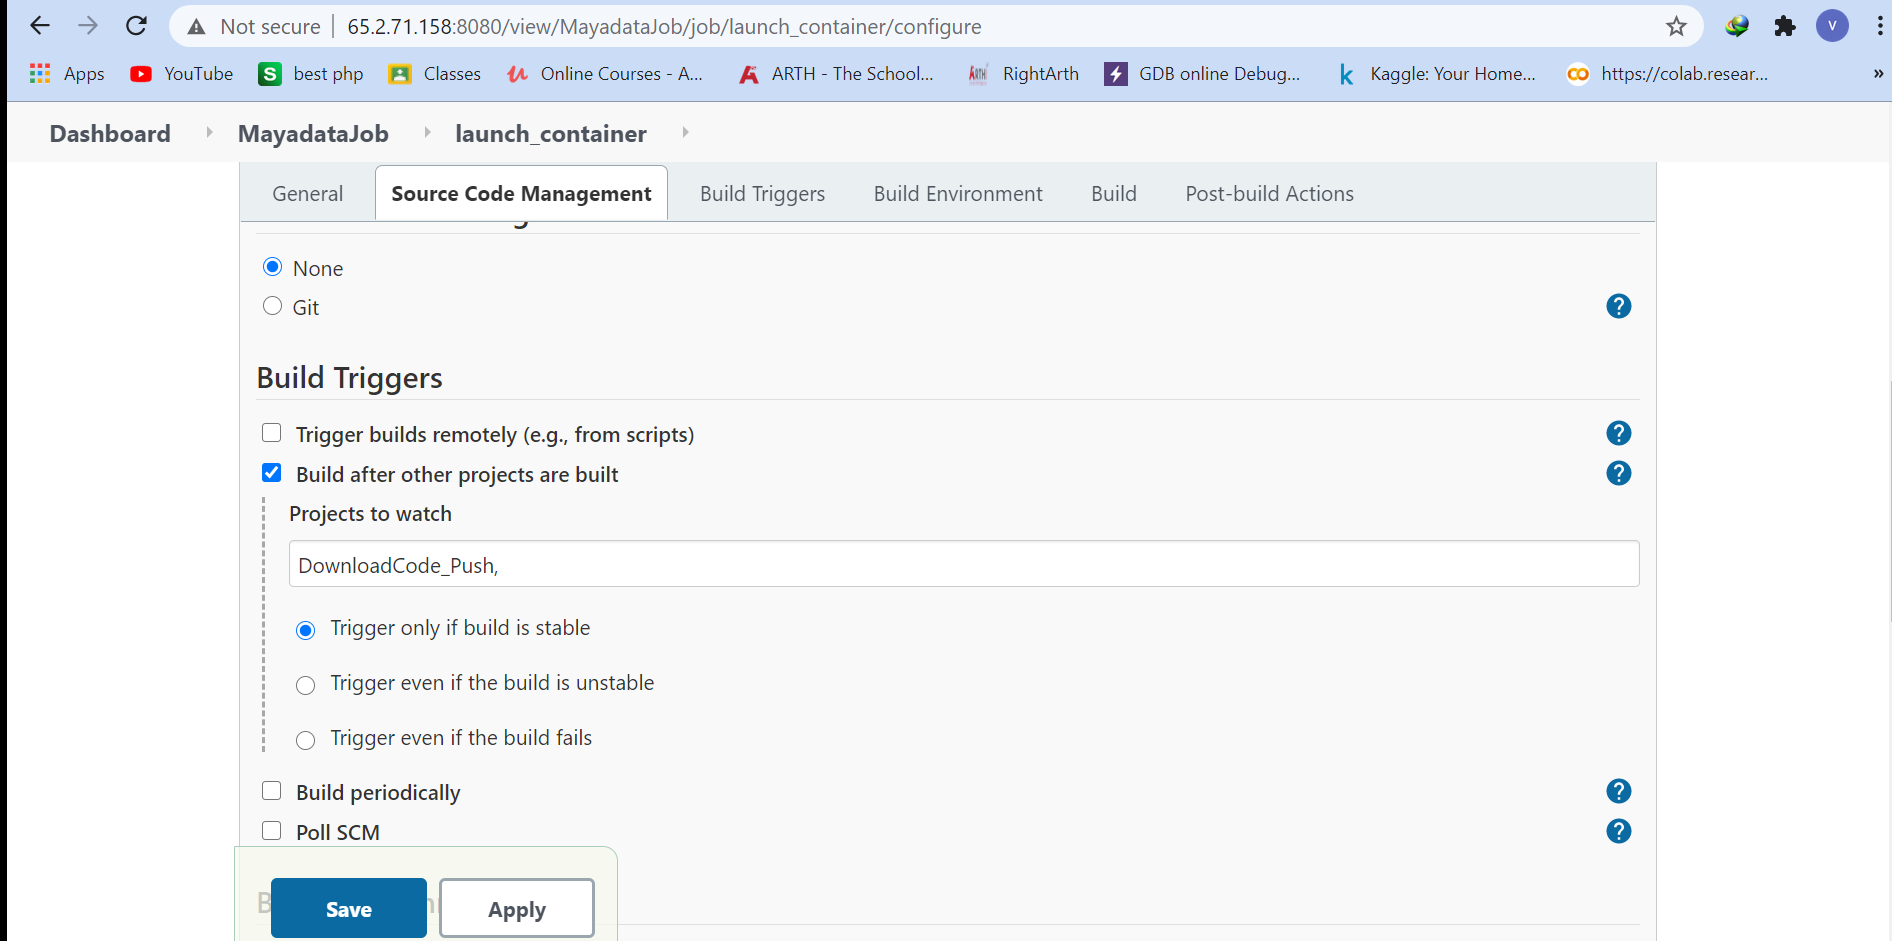 Not secure | 65.2.71.158:8080/view/MayadataJob/job/launch_container/configure V
Apps YouTube S best php Classes Online Courses - A... ARTH - The School... ARTH RightArth GDB online Debug... k Kaggle: Your Home... CO https://colab.resear... »
Dashboard MayadataJob launch_container
General Source Code Management Build Triggers Build Environment Build Post-build Actions
None
Git ?
Build Triggers
Trigger builds remotely (e.g., from scripts) ?
Build after other projects are built ?
Projects to watch
DownloadCode_Push,
Trigger only if build is stable
Trigger even if the build is unstable
Trigger even if the build fails
Build periodically ?
Poll SCM ?
Save Apply